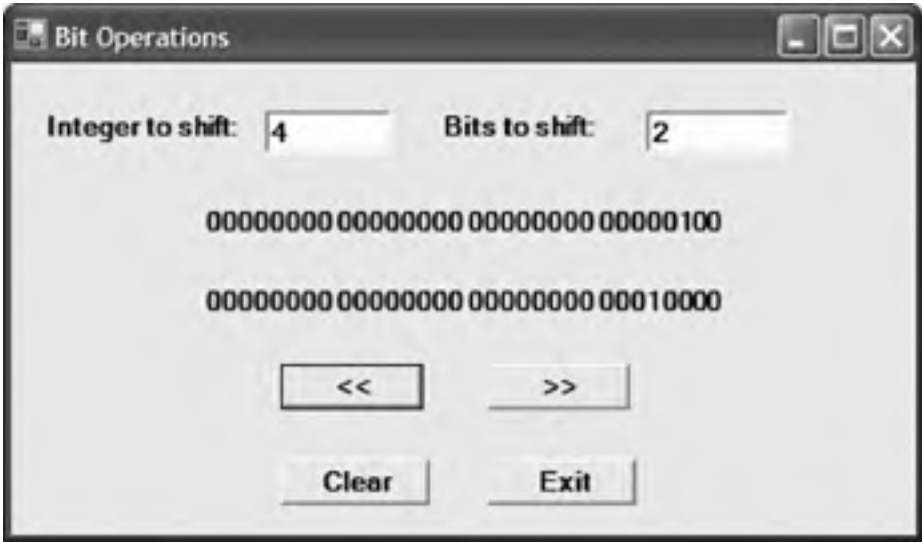 Bit Operations
Integer to shift: 4 Bits to shift: 2
00000000 00000000 00000000 00000100
00000000 00000000 00000000 00010000
<< >>
Clear Exit